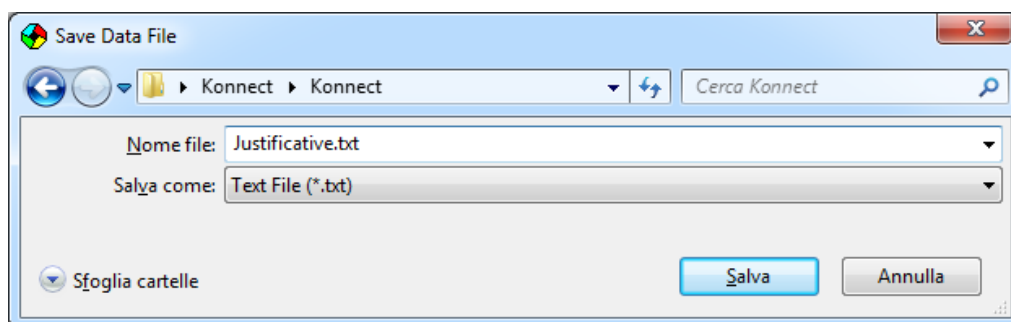 Save Data File
Konnect Konnect Cerca Konnect
Nome file: Justificative.txt
Salva come: Text File (*.txt)
Sfoglia cartelle Salva Annulla